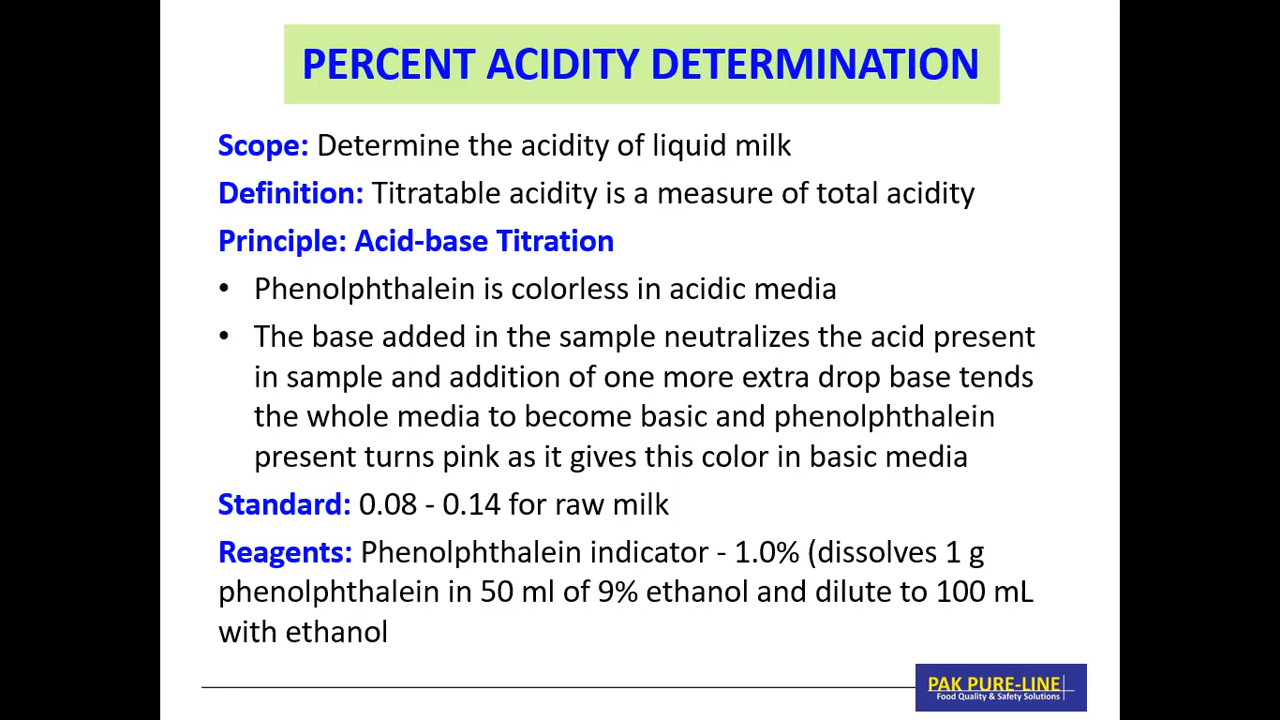 PERCENT ACIDITY DETERMINATION
Scope: Determine the acidity of liquid milk
Definition: Titratable acidity is a measure of total acidity
Principle: Acid-base Titration
• Phenolphthalein is colorless in acidic media
• The base added in the sample neutralizes the acid present
in sample and addition of one more extra drop base tends
the whole media to become basic and phenolphthalein
present turns pink as it gives this color in basic media
Standard: 0.08 - 0.14 for raw milk
Reagents: Phenolphthalein indicator - 1.0% (dissolves 1 g
phenolphthalein in 50 ml of 9% ethanol and dilute to 100 mL
with ethanol
PAK PURE-LINE
Food Quality & Safety Solutions